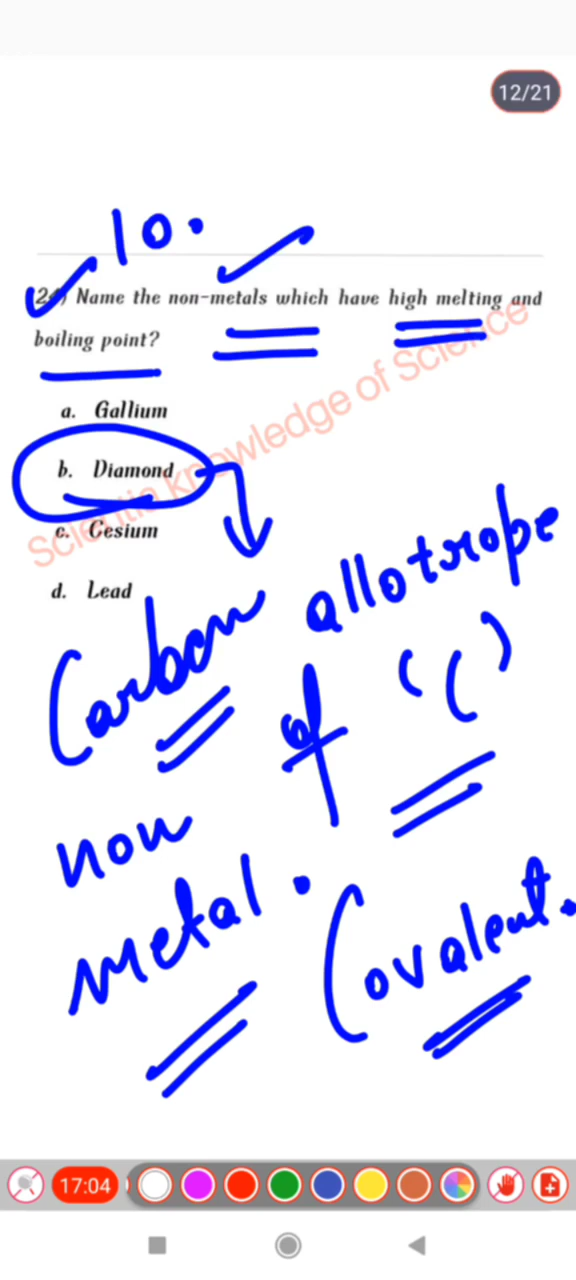 12/21
10.
(24) Name the non-metals which have high melting and
boiling point?
a. Gallium
b. Diamond
c. Cesium
d. Lead
Scientia knowledge of Science
Carbon allotrope
of 'C'
non
metal.
Covalent.
17:04